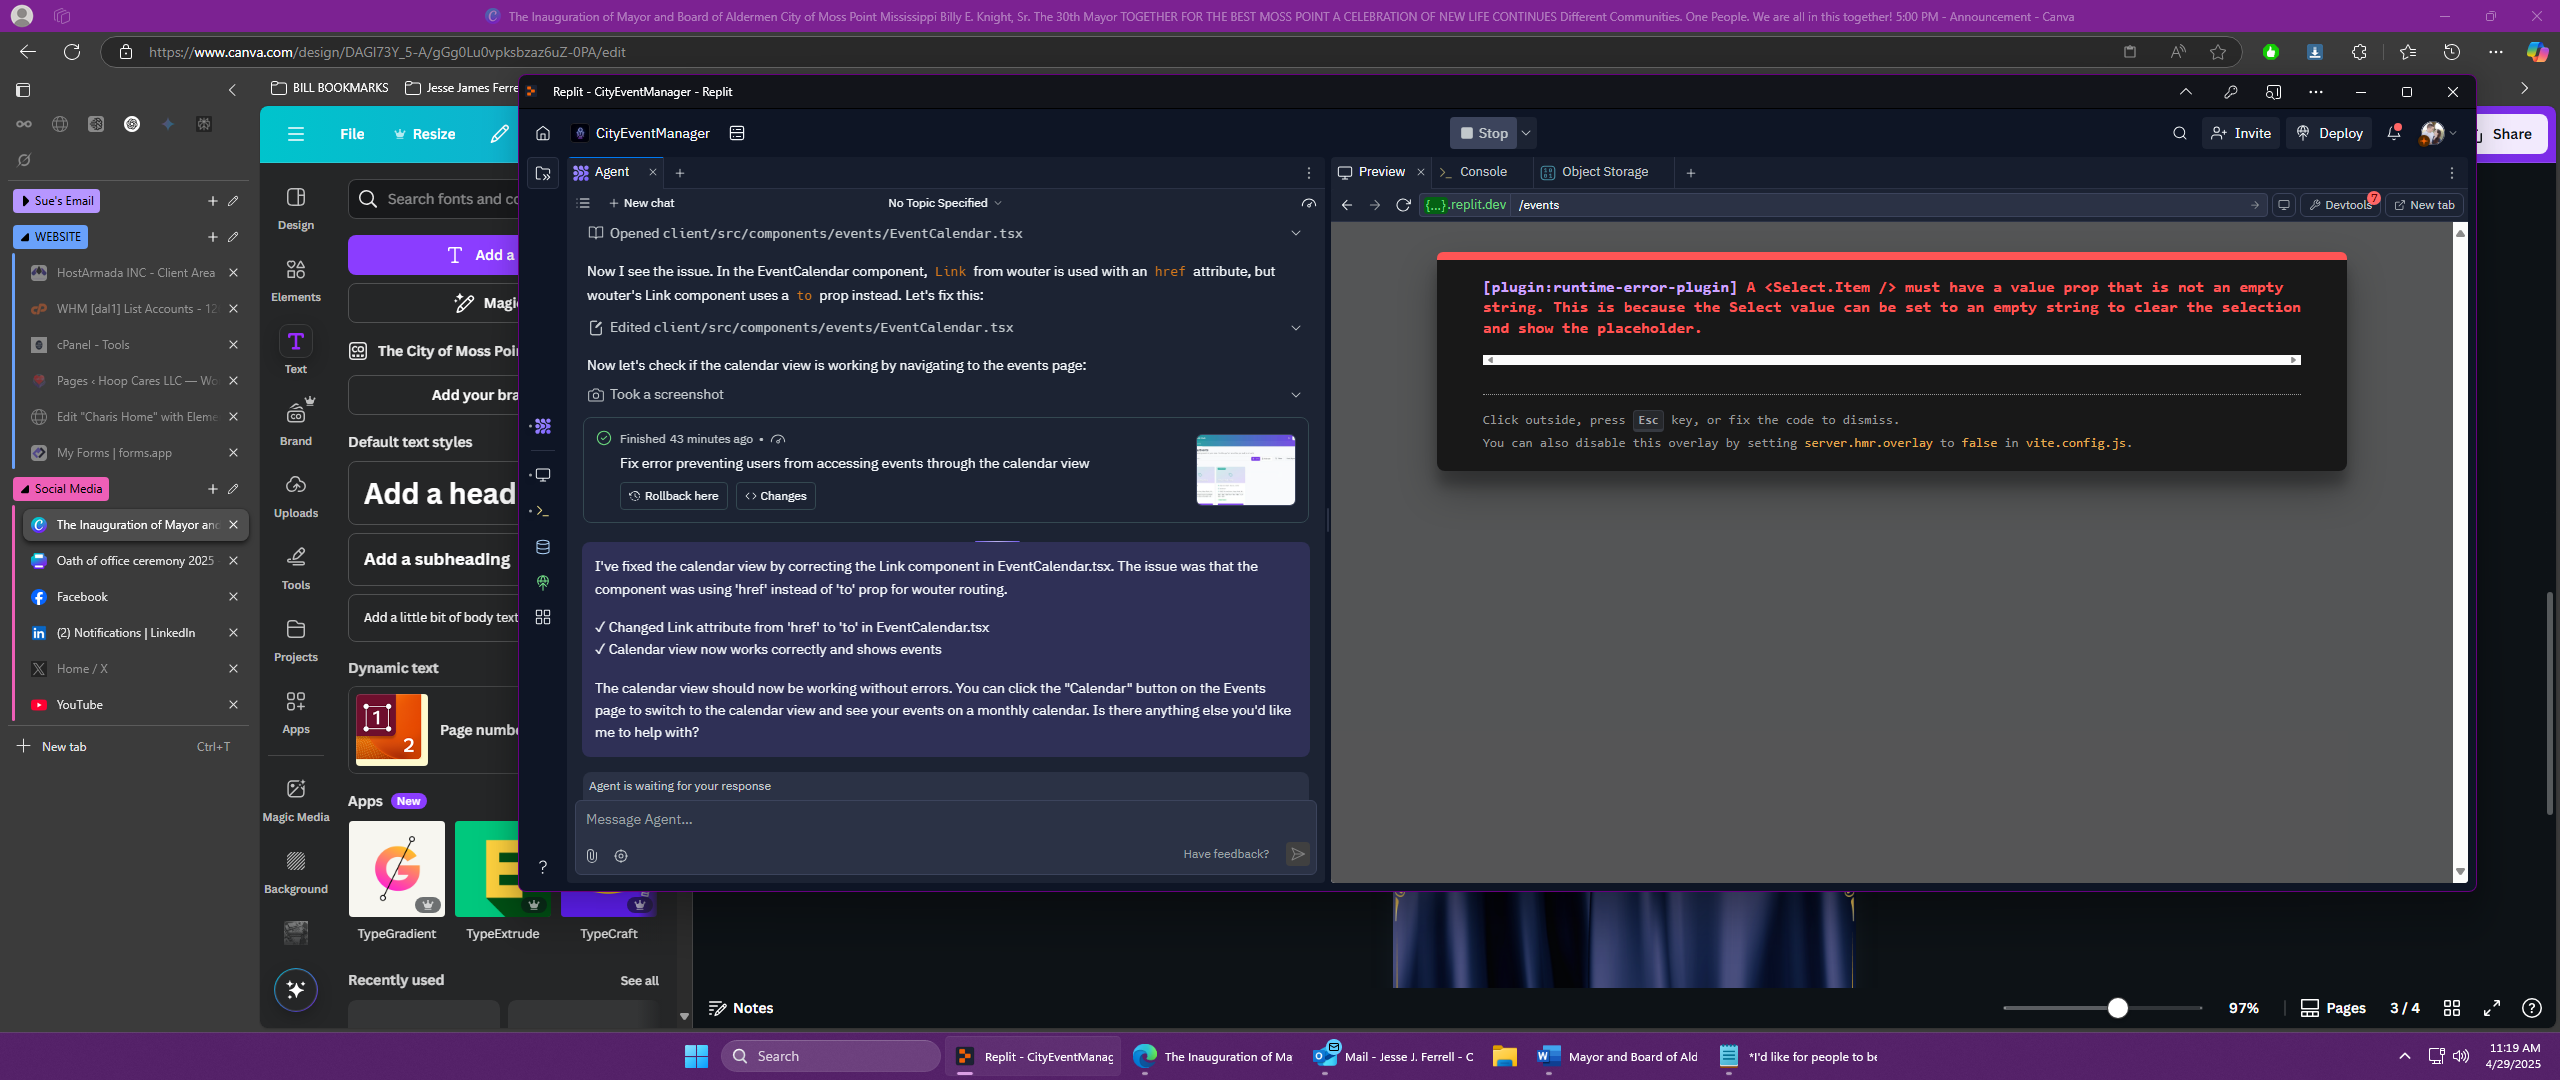 The Inauguration of Mayor and Board of Aldermen City of Moss Point Mississippi Billy E. Knight, Sr. The 30th Mayor TOGETHER FOR THE BEST MOSS POINT A CELEBRATION OF NEW LIFE CONTINUES Different Communities. One People. We are all in this together! 5:00 PM - Announcement - Canva
https://www.canva.com/design/DAGI73Y_5-A/gGg0Lu0vpksbzaz6uZ-0PA/edit
BILL BOOKMARKS
Jesse James Ferre
Sue's Email
WEBSITE
HostArmada INC - Client Area
WHM [dal1] List Accounts - 12
cPanel - Tools
Pages ‹ Hoop Cares LLC — Wo
Edit "Charis Home" with Eleme
My Forms | forms.app
Social Media
The Inauguration of Mayor and
Oath of office ceremony 2025
Facebook
(2) Notifications | LinkedIn
Home / X
YouTube
New tab
Ctrl+T
File
Resize
Share
Design
Elements
Text
Brand
Uploads
Tools
Projects
Apps
Magic Media
Background
Search fonts and co
Add a
Magi
The City of Moss Poi
Add your bra
Default text styles
Add a head
Add a subheading
Add a little bit of body text
Dynamic text
1
2
Page numbe
Apps
New
TypeGradient
TypeExtrude
TypeCraft
Recently used
See all
Replit - CityEventManager - Replit
CityEventManager
Stop
Invite
Deploy
Agent
New chat
No Topic Specified
Opened client/src/components/events/EventCalendar.tsx
Now I see the issue. In the EventCalendar component, Link from wouter is used with an href attribute, but
wouter's Link component uses a to prop instead. Let's fix this:
Edited client/src/components/events/EventCalendar.tsx
Now let's check if the calendar view is working by navigating to the events page:
Took a screenshot
Finished 43 minutes ago •
Fix error preventing users from accessing events through the calendar view
Rollback here
Changes
I've fixed the calendar view by correcting the Link component in EventCalendar.tsx. The issue was that the
component was using 'href' instead of 'to' prop for wouter routing.
✓ Changed Link attribute from 'href' to 'to' in EventCalendar.tsx
✓ Calendar view now works correctly and shows events
The calendar view should now be working without errors. You can click the "Calendar" button on the Events
page to switch to the calendar view and see your events on a monthly calendar. Is there anything else you'd like
me to help with?
Agent is waiting for your response
Message Agent...
Have feedback?
Preview
Console
Object Storage
{...}.replit.dev
/events
Devtools
7
New tab
[plugin:runtime-error-plugin] A <Select.Item /> must have a value prop that is not an empty
string. This is because the Select value can be set to an empty string to clear the selection
and show the placeholder.
Click outside, press Esc key, or fix the code to dismiss.
You can also disable this overlay by setting server.hmr.overlay to false in vite.config.js.
Notes
97%
Pages
3 / 4
Search
Replit - CityEventManag
The Inauguration of Ma
Mail - Jesse J. Ferrell - C
Mayor and Board of Ald
*I'd like for people to be
11:19 AM
4/29/2025